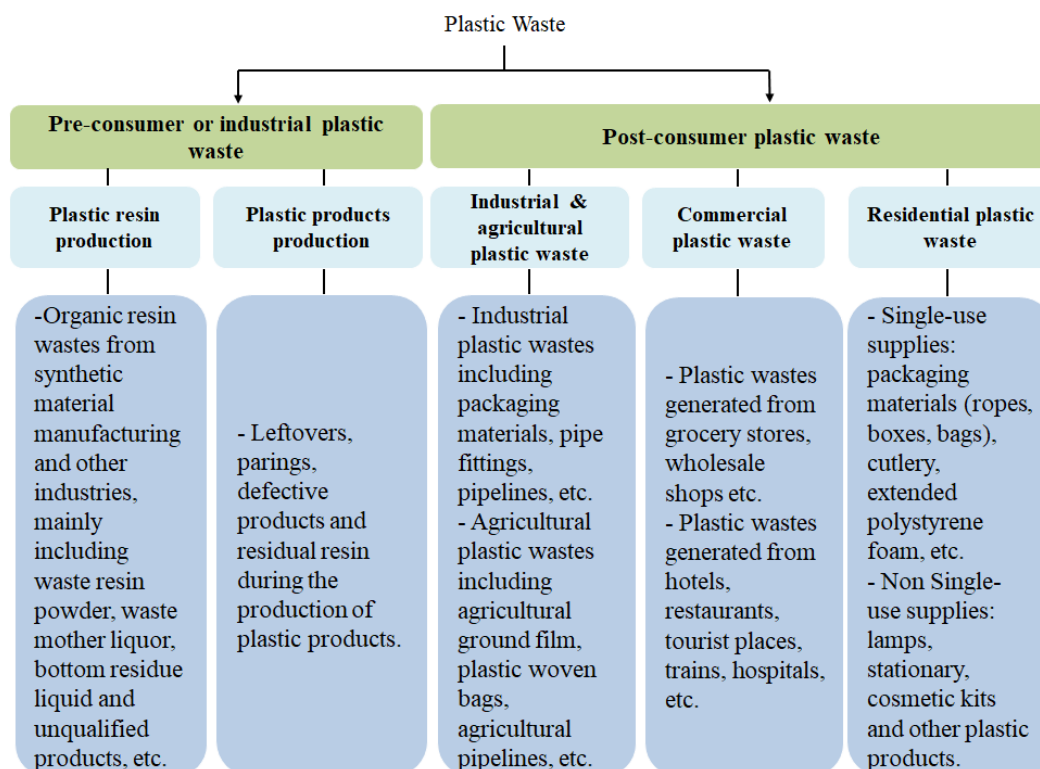 Plastic Waste
Pre-consumer or industrial plastic
waste
Post-consumer plastic waste
Plastic resin
production
Plastic products
production
Industrial &
agricultural
plastic waste
Commercial
plastic waste
Residential plastic
waste
-Organic resin
wastes from
synthetic
material
manufacturing
and other
industries,
mainly
including
waste resin
powder, waste
mother liquor,
bottom residue
liquid and
unqualified
products, etc.
- Leftovers,
parings,
defective
products and
residual resin
during the
production of
plastic products.
- Industrial
plastic wastes
including
packaging
materials, pipe
fittings,
pipelines, etc.
- Agricultural
plastic wastes
including
agricultural
ground film,
plastic woven
bags,
agricultural
pipelines, etc.
- Plastic wastes
generated from
grocery stores,
wholesale
shops etc.
- Plastic wastes
generated from
hotels,
restaurants,
tourist places,
trains, hospitals,
etc.
- Single-use
supplies:
packaging
materials (ropes,
boxes, bags),
cutlery,
extended
polystyrene
foam, etc.
- Non Single-
use supplies:
lamps,
stationary,
cosmetic kits
and other plastic
products.